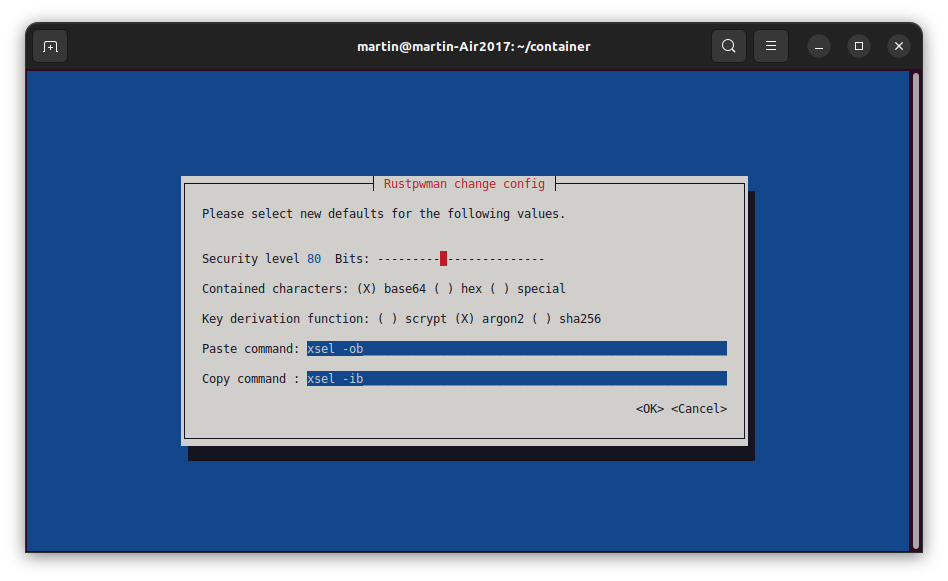 martin@martin-Air2017: ~/container
Rustpwman change config
Please select new defaults for the following values.
Security level 80 Bits: ------------------------
Contained characters: (X) base64 ( ) hex ( ) special
Key derivation function: ( ) scrypt (X) argon2 ( ) sha256
Paste command: xsel -ob
Copy command : xsel -ib
<OK> <Cancel>